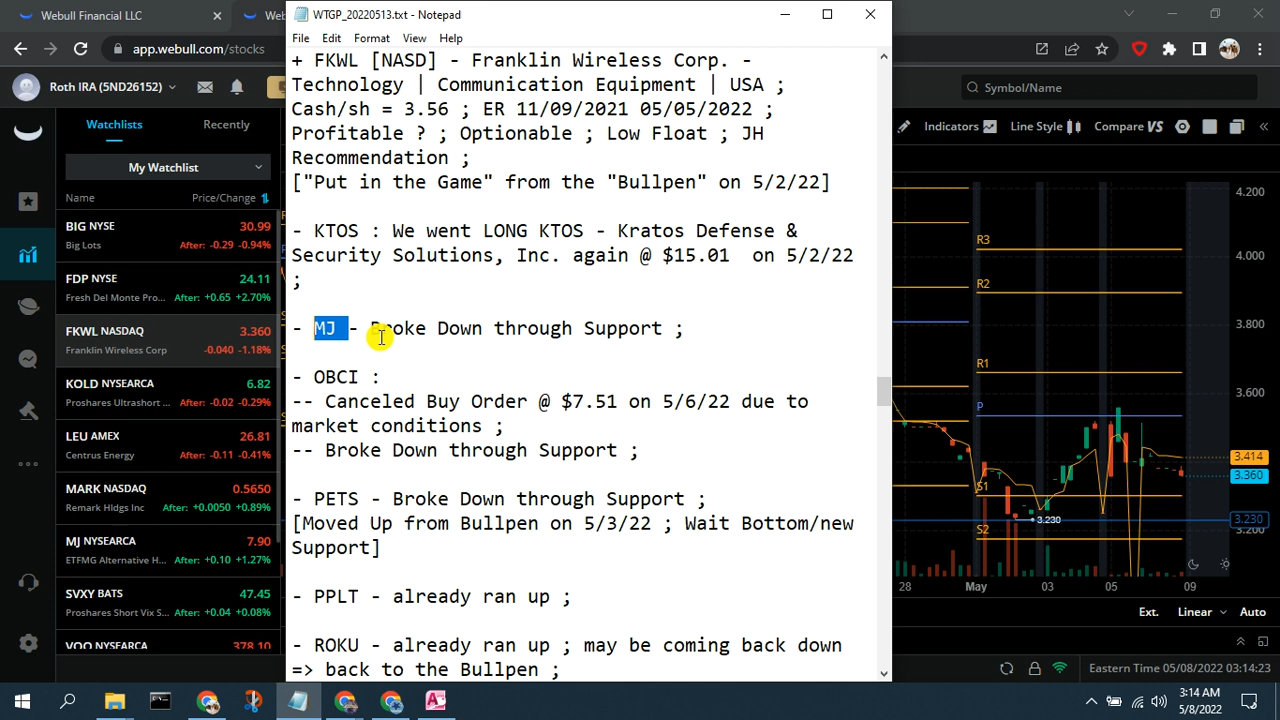 Webull Financial LLC
WTGP_20220513.txt - Notepad
File Edit Format View Help
app.webull.com/stocks
Roth IRA (5ND26152)
Symbol/Name
Watchlists
Recently
Indicators
Line Style
Compare VS
My Watchlist
Name
Price/Change
BIG NYSE 30.99
Big Lots After: -0.29 -0.94%
FDP NYSE 24.11
Fresh Del Monte Pro... After: +0.65 +2.70%
FKWL NASDAQ 3.360
Franklin Wireless Corp -0.040 -1.18%
KOLD NYSEARCA 6.82
Proshares Ultrashort ... After: -0.02 -0.29%
LEU AMEX 26.81
Centrus Energy After: -0.11 -0.41%
MARK NASDAQ 0.5650
Remark Hldgs Inc After: +0.0050 +0.89%
MJ NYSEARCA 7.90
ETFMG Alternative H... After: +0.10 +1.27%
SVXY BATS 47.45
Proshares Short Vix S... After: +0.04 +0.08%
VOO NYSEARCA 378.10
+ FKWL [NASD] - Franklin Wireless Corp. -
Technology | Communication Equipment | USA ;
Cash/sh = 3.56 ; ER 11/09/2021 05/05/2022 ;
Profitable ? ; Optionable ; Low Float ; JH
Recommendation ;
["Put in the Game" from the "Bullpen" on 5/2/22]
- KTOS : We went LONG KTOS - Kratos Defense &
Security Solutions, Inc. again @ $15.01 on 5/2/22
;
- MJ - Broke Down through Support ;
- OBCI :
-- Canceled Buy Order @ $7.51 on 5/6/22 due to
market conditions ;
-- Broke Down through Support ;
- PETS - Broke Down through Support ;
[Moved Up from Bullpen on 5/3/22 ; Wait Bottom/new
Support]
- PPLT - already ran up ;
- ROKU - already ran up ; may be coming back down
=> back to the Bullpen ;
4.200
R3
4.000
R2
3.800
R1
3.600
P
3.414
3.360
S1
3.230
3.230
3.200
S2
28 May 03 05 09
Ext. Linear Auto
Eastern Time 05/08/2022 03:14:23
3:14 AM
5/8/2022